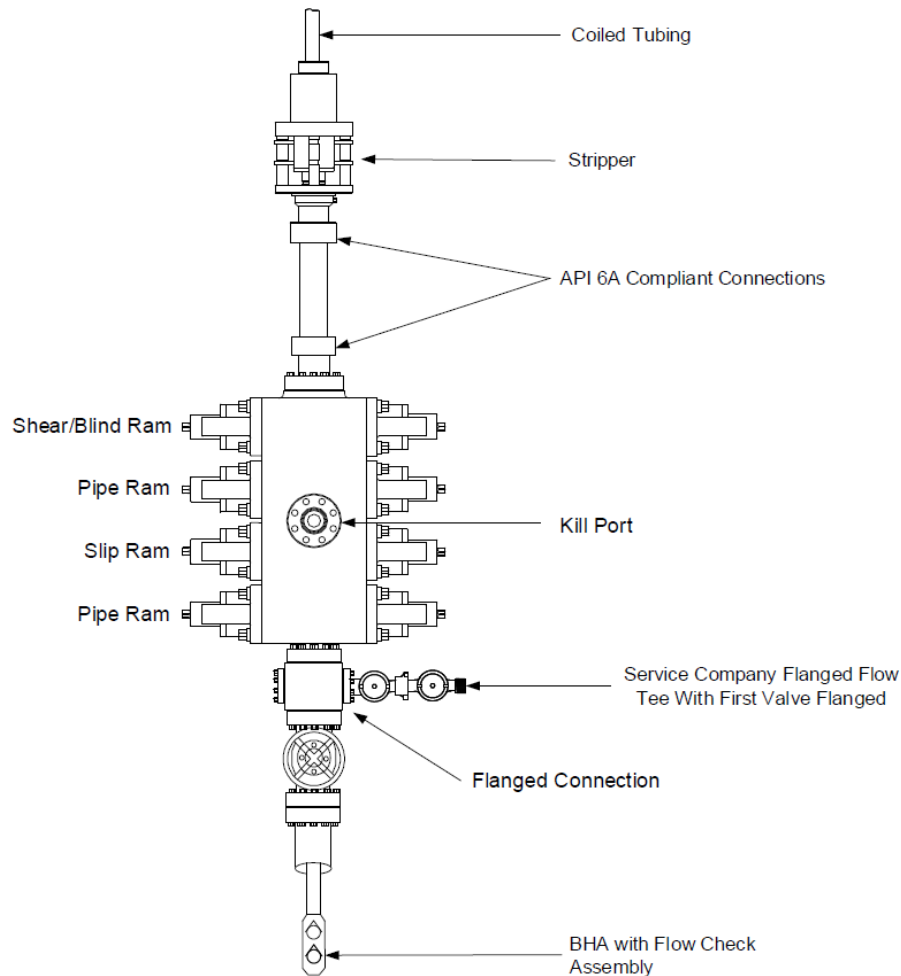 Coiled Tubing
Stripper
API 6A Compliant Connections
Shear/Blind Ram
Pipe Ram
Kill Port
Slip Ram
Pipe Ram
Service Company Flanged Flow
Tee With First Valve Flanged
Flanged Connection
BHA with Flow Check
Assembly